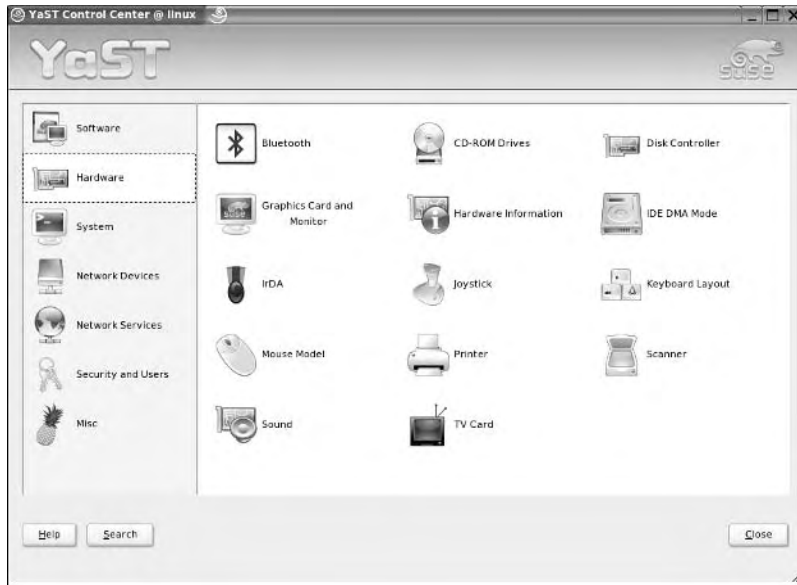 YaST Control Center @ linux
YaST
suse
Software
Hardware
System
Network Devices
Network Services
Security and Users
Misc
Bluetooth
CD-ROM Drives
Disk Controller
Graphics Card and
Monitor
suse
Hardware Information
IDE DMA Mode
IrDA
Joystick
Keyboard Layout
Mouse Model
Printer
Scanner
Sound
TV Card
Help
Search
Close